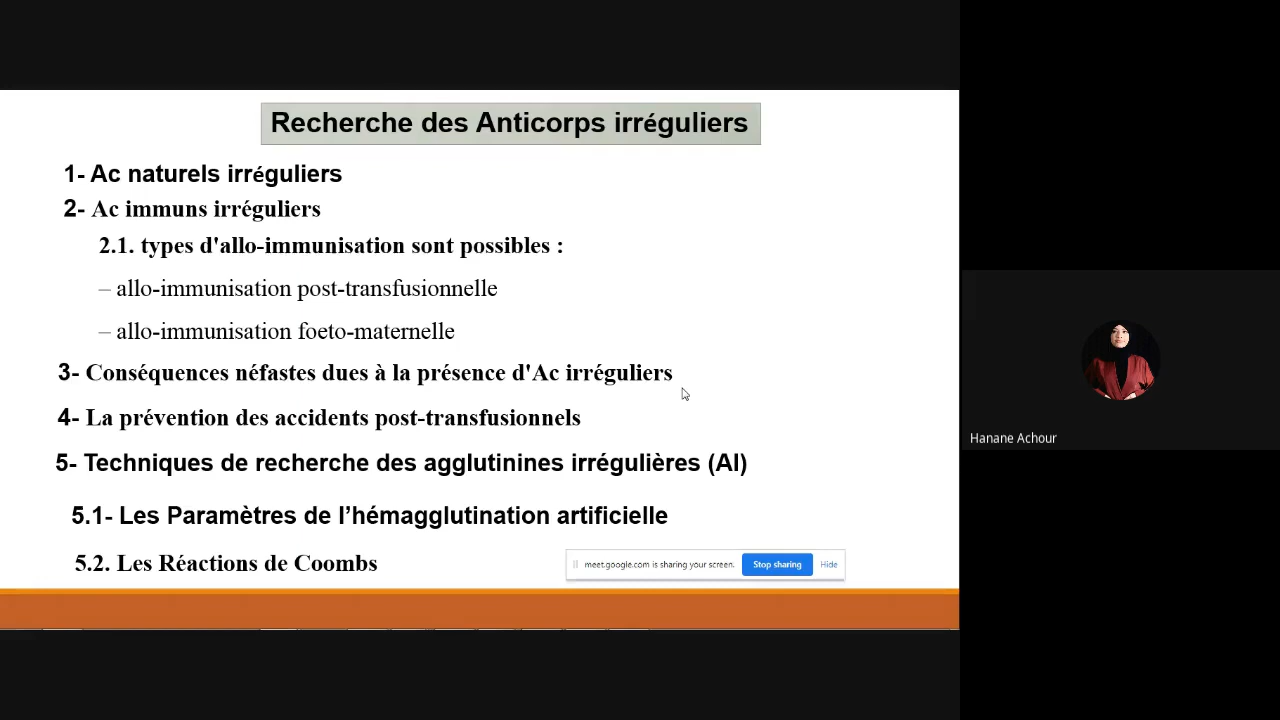 Recherche des Anticorps irréguliers
1- Ac naturels irréguliers
2- Ac immuns irréguliers
2.1. types d'allo-immunisation sont possibles :
– allo-immunisation post-transfusionnelle
– allo-immunisation foeto-maternelle
3- Conséquences néfastes dues à la présence d'Ac irréguliers
4- La prévention des accidents post-transfusionnels
5- Techniques de recherche des agglutinines irrégulières (AI)
5.1- Les Paramètres de l’hémagglutination artificielle
5.2. Les Réactions de Coombs
meet.google.com is sharing your screen. Stop sharing Hide
Hanane Achour